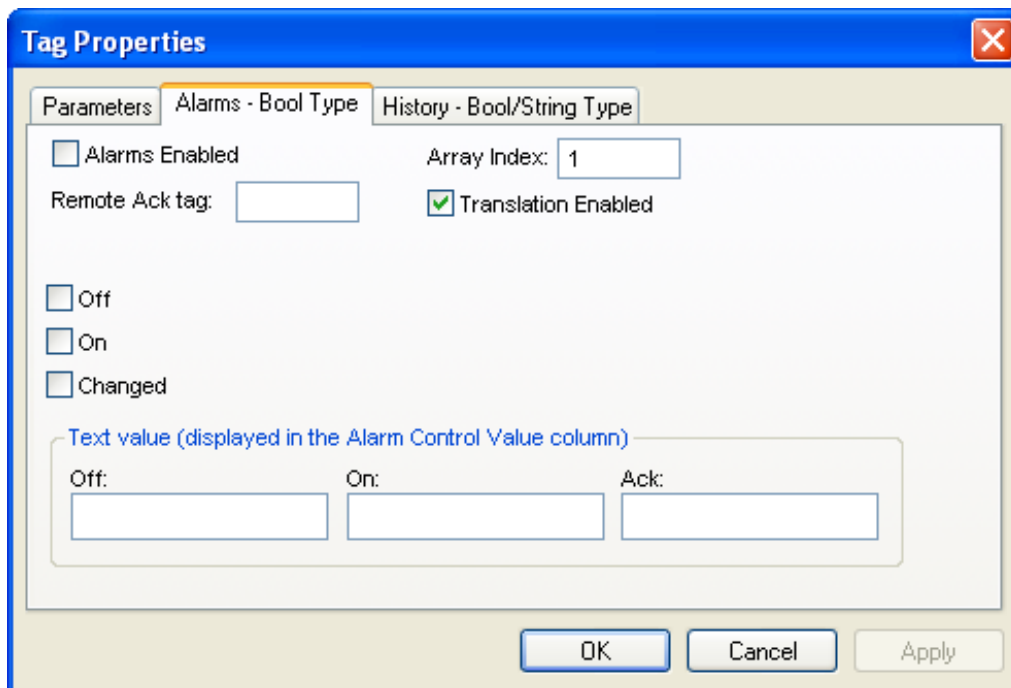 Tag Properties
Parameters Alarms - Bool Type History - Bool/String Type
Alarms Enabled Array Index: 1
Remote Ack tag: Translation Enabled
Off
On
Changed
Text value (displayed in the Alarm Control Value column)
Off: On: Ack:
OK Cancel Apply